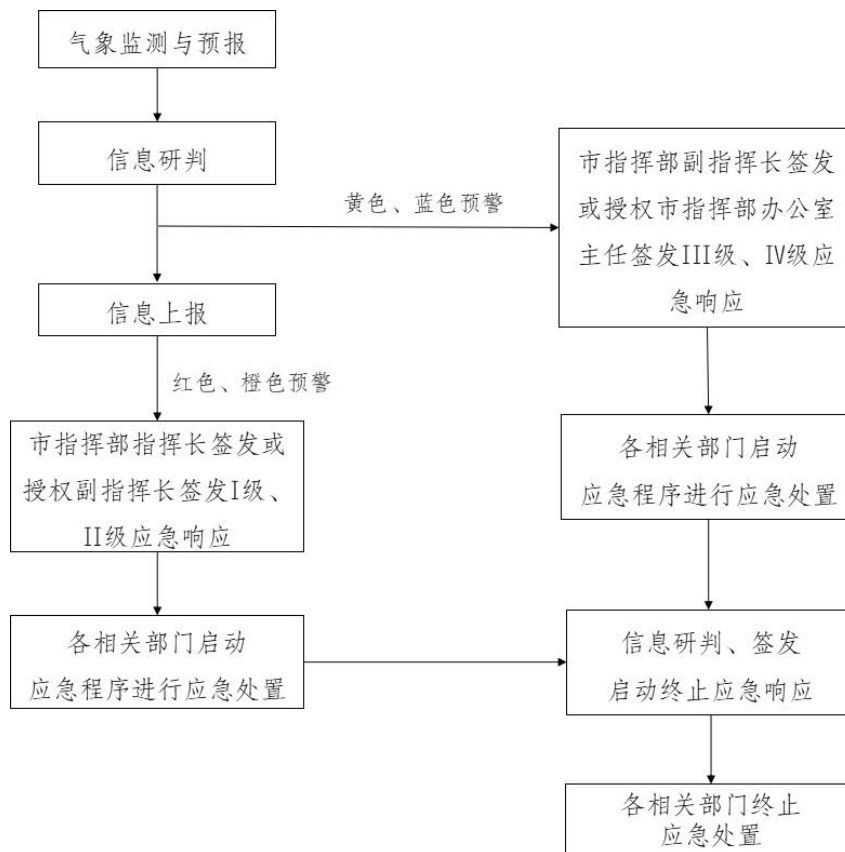 气象监测与预报
信息研判
黄色、蓝色预警
市指挥部副指挥长签发
或授权市指挥部办公室
主任签发III级、IV级应
急响应
信息上报
红色、橙色预警
市指挥部指挥长签发或
授权副指挥长签发I级、
II级应急响应
各相关部门启动
应急程序进行应急处置
各相关部门启动
应急程序进行应急处置
信息研判、签发
启动终止应急响应
各相关部门终止
应急处置